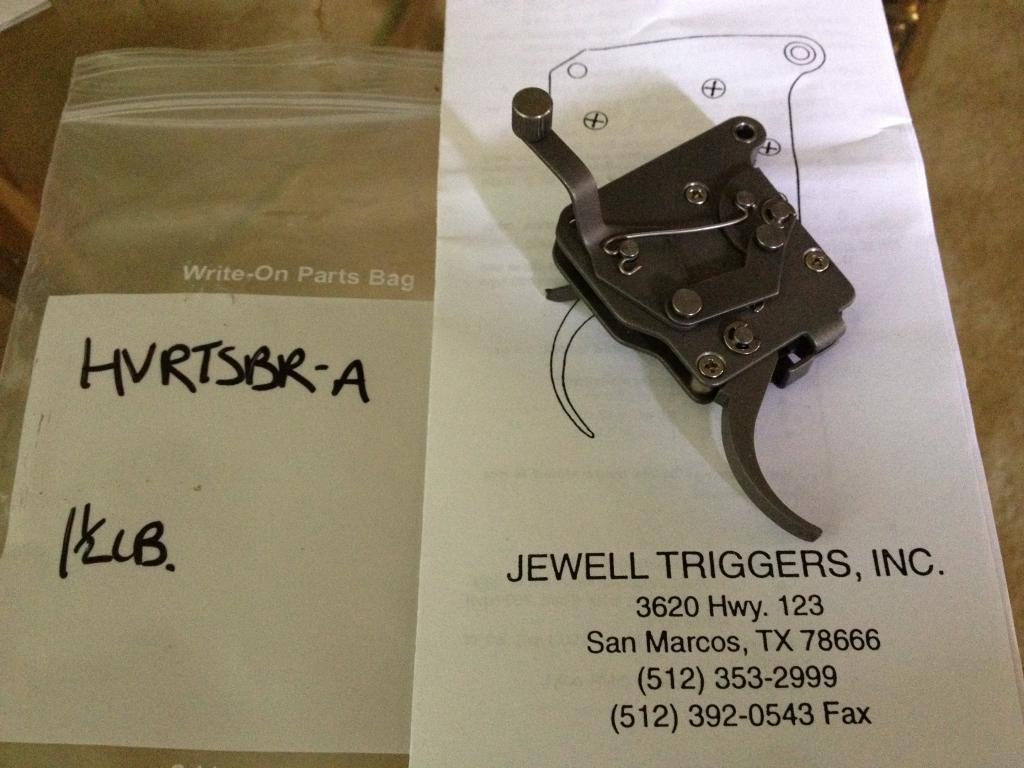 Write-On Parts Bag
HVRTSBR-A
1½LB.
JEWELL TRIGGERS, INC.
3620 Hwy. 123
San Marcos, TX 78666
(512) 353-2999
(512) 392-0543 Fax